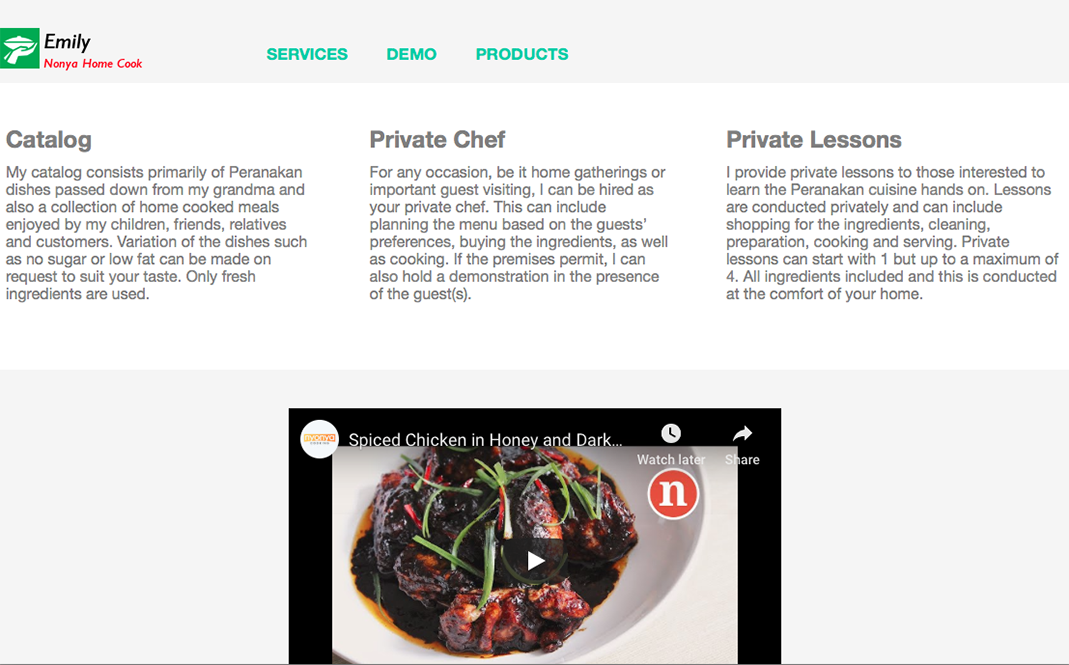 Emily
Nonya Home Cook
SERVICES DEMO PRODUCTS
Catalog
My catalog consists primarily of Peranakan
dishes passed down from my grandma and
also a collection of home cooked meals
enjoyed by my children, friends, relatives
and customers. Variation of the dishes such
as no sugar or low fat can be made on
request to suit your taste. Only fresh
ingredients are used.
Private Chef
For any occasion, be it home gatherings or
important guest visiting, I can be hired as
your private chef. This can include
planning the menu based on the guests’
preferences, buying the ingredients, as well
as cooking. If the premises permit, I can
also hold a demonstration in the presence
of the guest(s).
Private Lessons
I provide private lessons to those interested to
learn the Peranakan cuisine hands on. Lessons
are conducted privately and can include
shopping for the ingredients, cleaning,
preparation, cooking and serving. Private
lessons can start with 1 but up to a maximum of
4. All ingredients included and this is conducted
at the comfort of your home.
Spiced Chicken in Honey and Dark...
Watch later Share
n